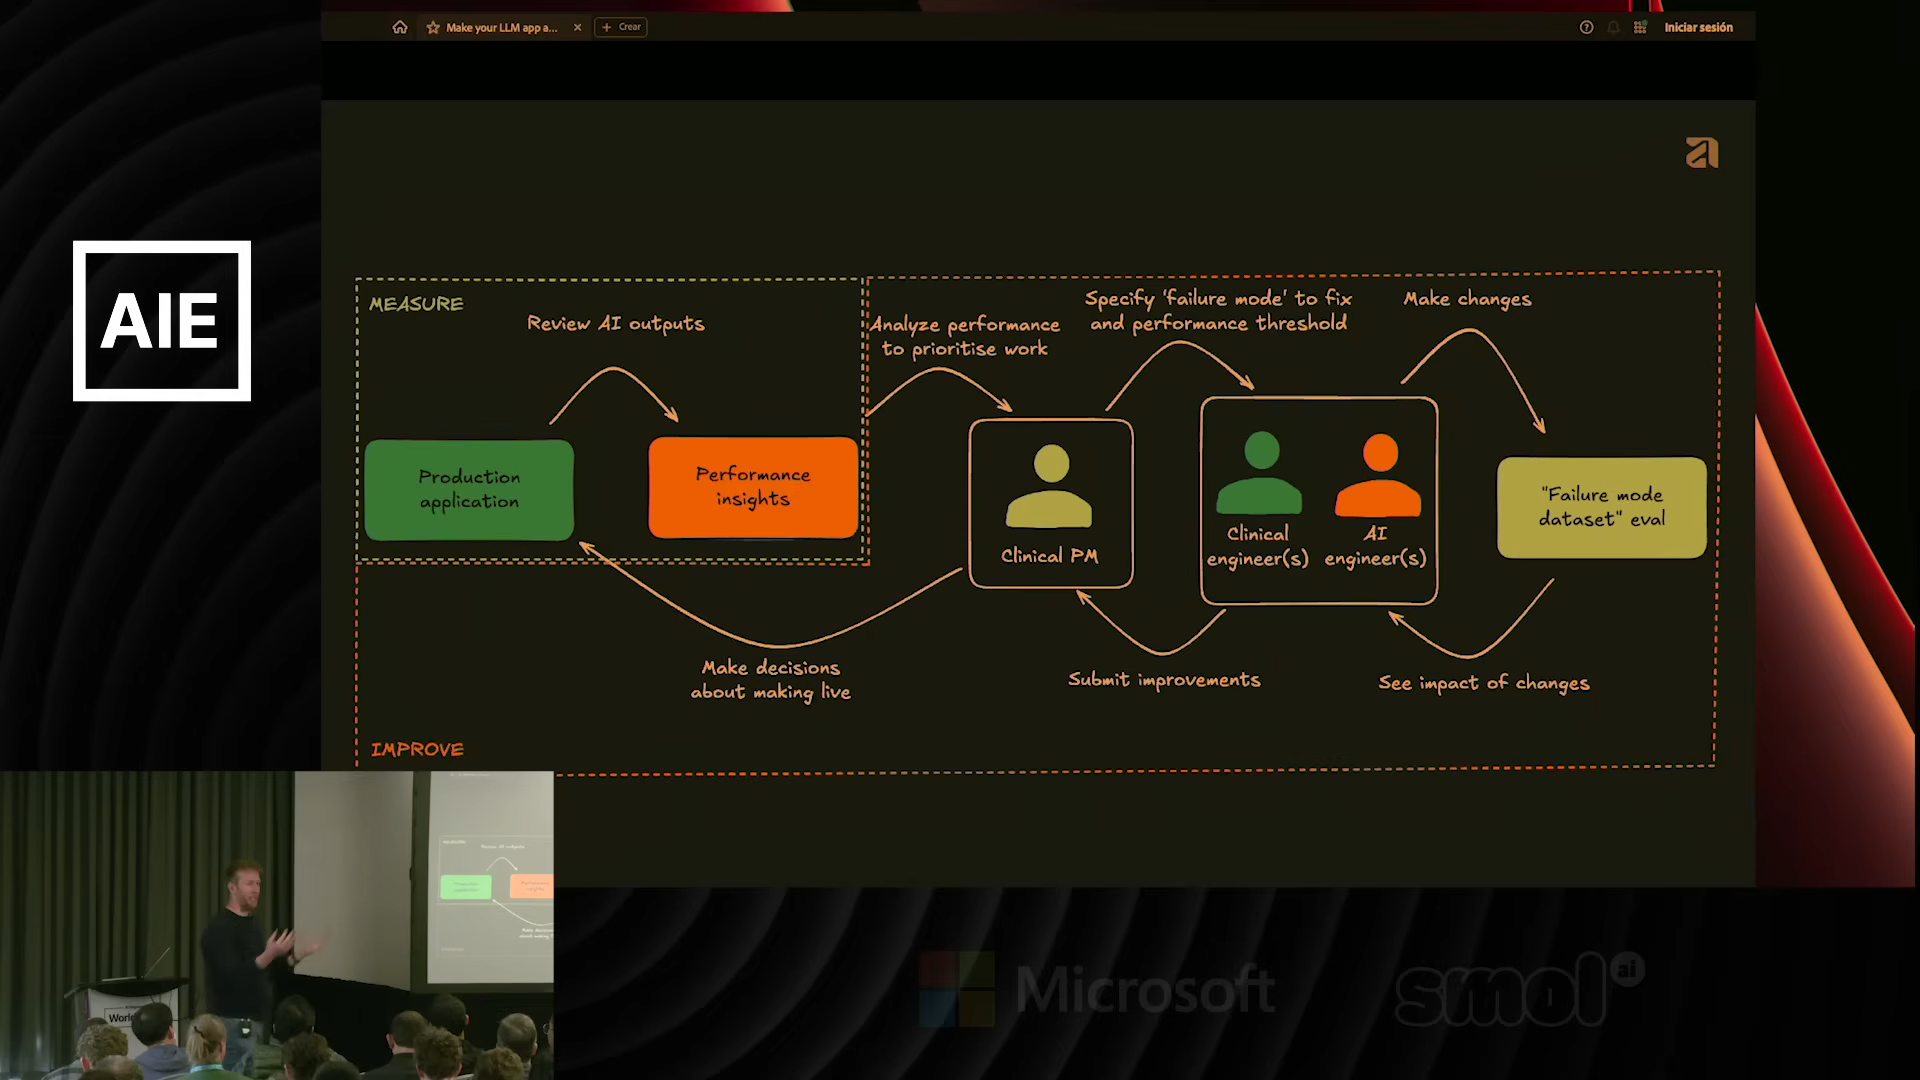 Make your LLM app a...
Crear
Iniciar sesión
AIE
MEASURE
Review AI outputs
Analyze performance
to prioritise work
Specify 'failure mode' to fix
and performance threshold
Make changes
Production
application
Performance
insights
Clinical PM
Clinical
engineer(s)
AI
engineer(s)
"Failure mode
dataset" eval
Make decisions
about making live
Submit improvements
See impact of changes
IMPROVE
Microsoft
smol
ai